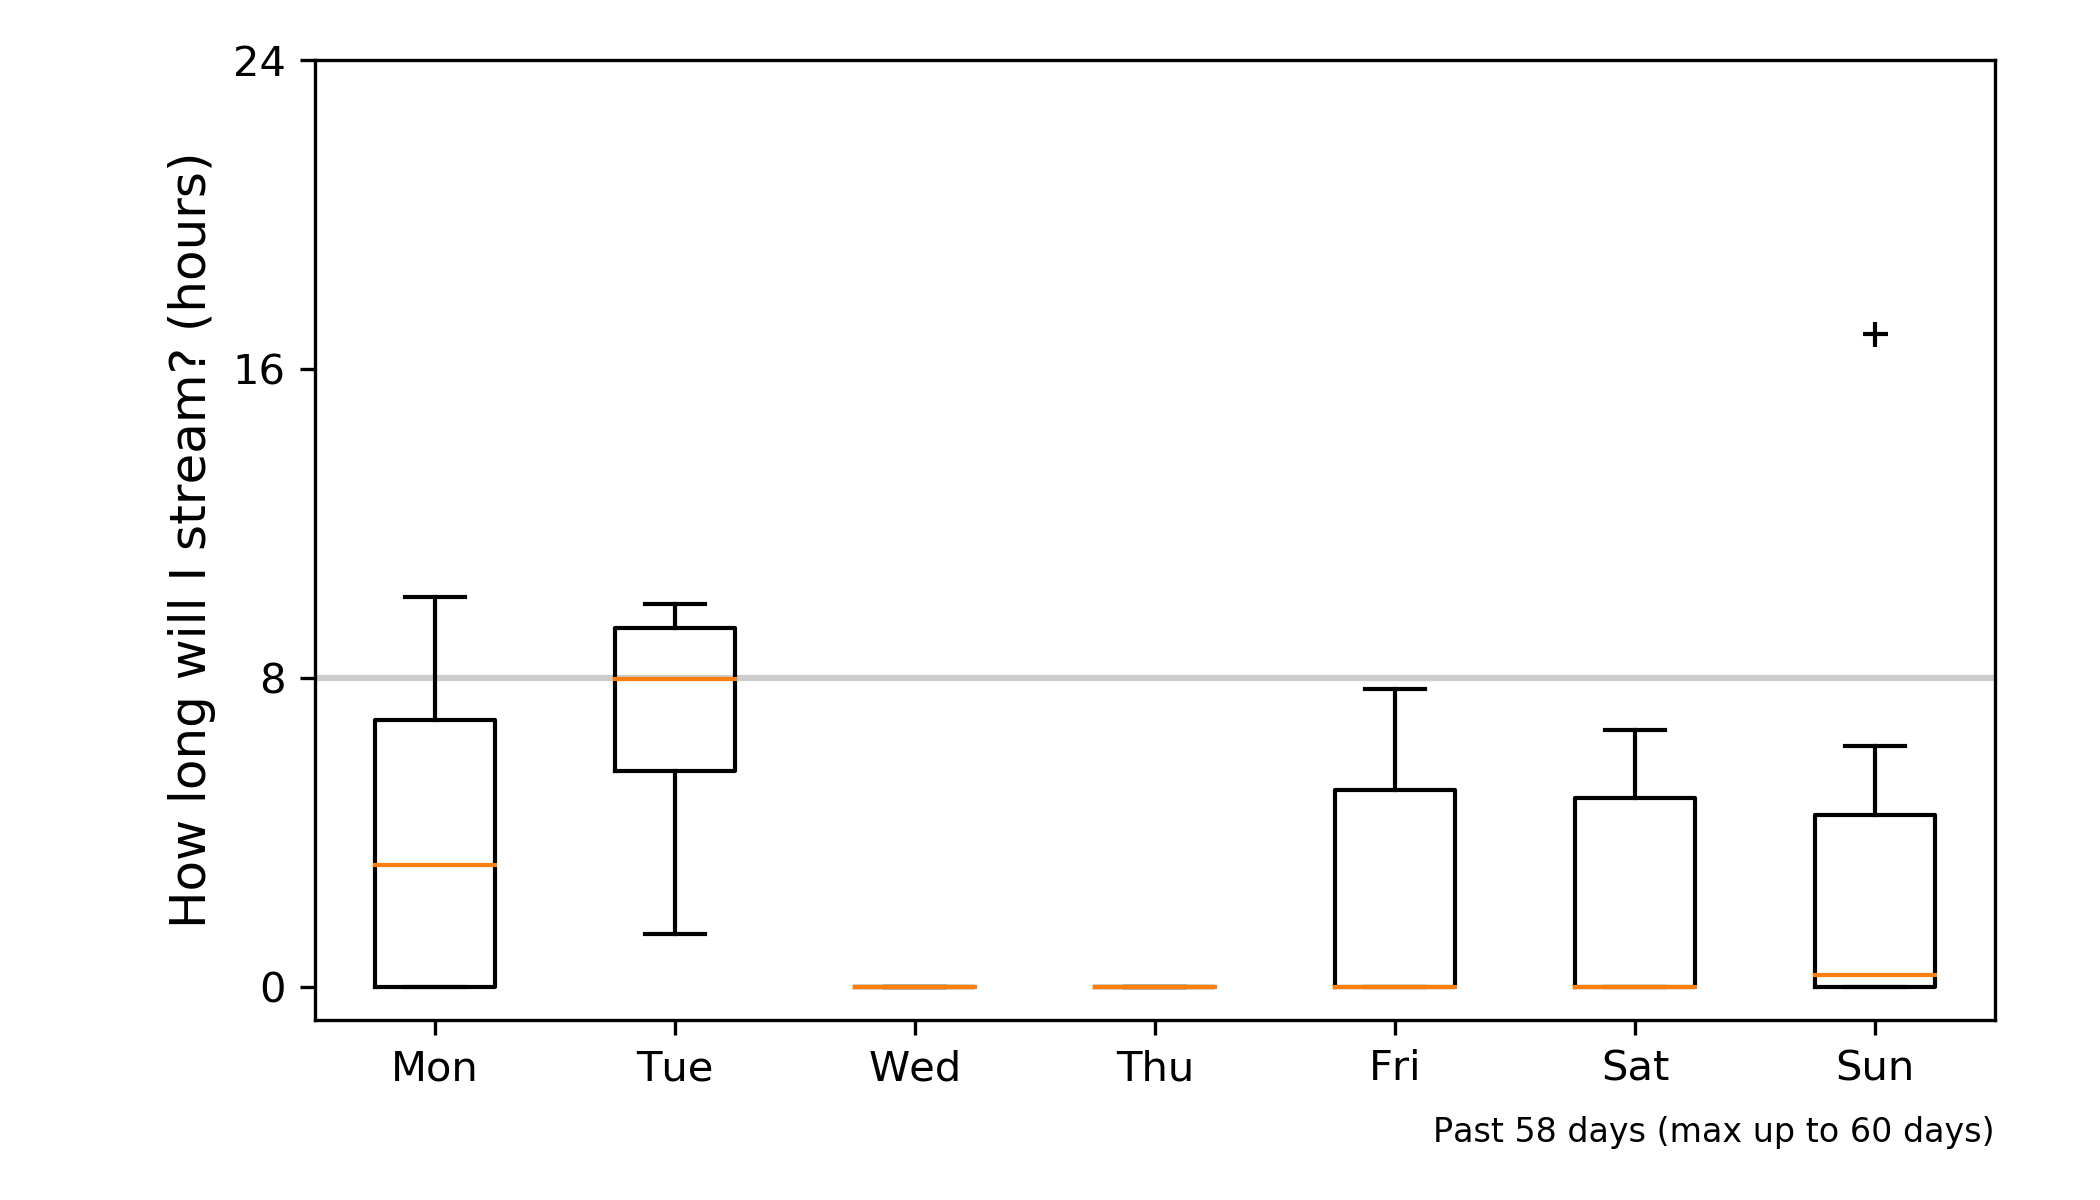 How long will I stream? (hours)
24
16
8
0
Mon Tue Wed Thu Fri Sat Sun
Past 58 days (max up to 60 days)